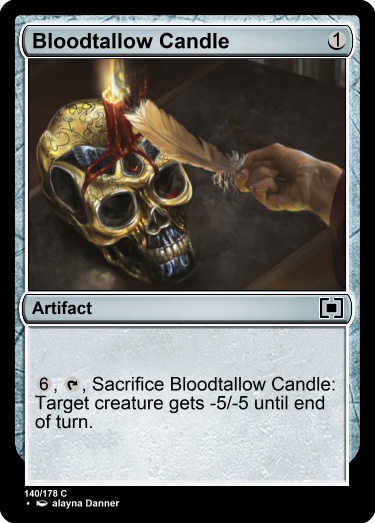 Bloodtallow Candle 1
Artifact
6, , Sacrifice Bloodtallow Candle:
Target creature gets -5/-5 until end
of turn.
140/178 C
• alayna Danner